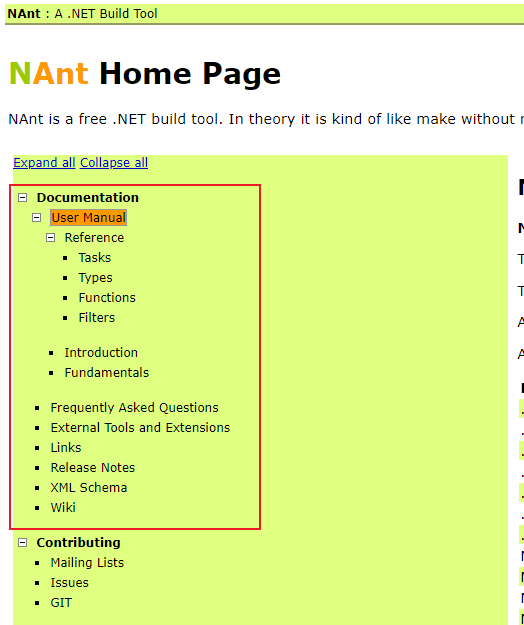 NAnt : A .NET Build Tool
NAnt Home Page
NAnt is a free .NET build tool. In theory it is kind of like make without
Expand all Collapse all
Documentation
User Manual
Reference
Tasks
Types
Functions
Filters
Introduction
Fundamentals
Frequently Asked Questions
External Tools and Extensions
Links
Release Notes
XML Schema
Wiki
Contributing
Mailing Lists
Issues
GIT